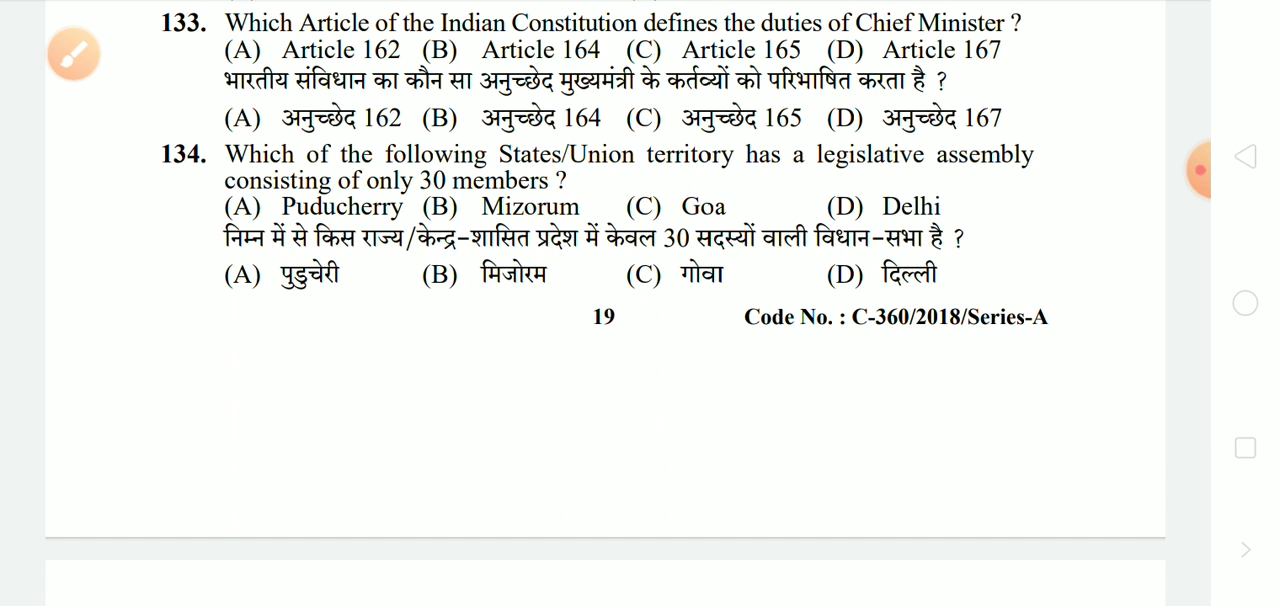 133. Which Article of the Indian Constitution defines the duties of Chief Minister ?
(A) Article 162 (B) Article 164 (C) Article 165 (D) Article 167
भारतीय संविधान का कौन सा अनुच्छेद मुख्यमंत्री के कर्तव्यों को परिभाषित करता है ?
(A) अनुच्छेद 162 (B) अनुच्छेद 164 (C) अनुच्छेद 165 (D) अनुच्छेद 167
134. Which of the following States/Union territory has a legislative assembly
consisting of only 30 members ?
(A) Puducherry (B) Mizorum (C) Goa (D) Delhi
निम्न में से किस राज्य/केन्द्र-शासित प्रदेश में केवल 30 सदस्यों वाली विधान-सभा है ?
(A) पुडुचेरी (B) मिजोरम (C) गोवा (D) दिल्ली
19 Code No. : C-360/2018/Series-A